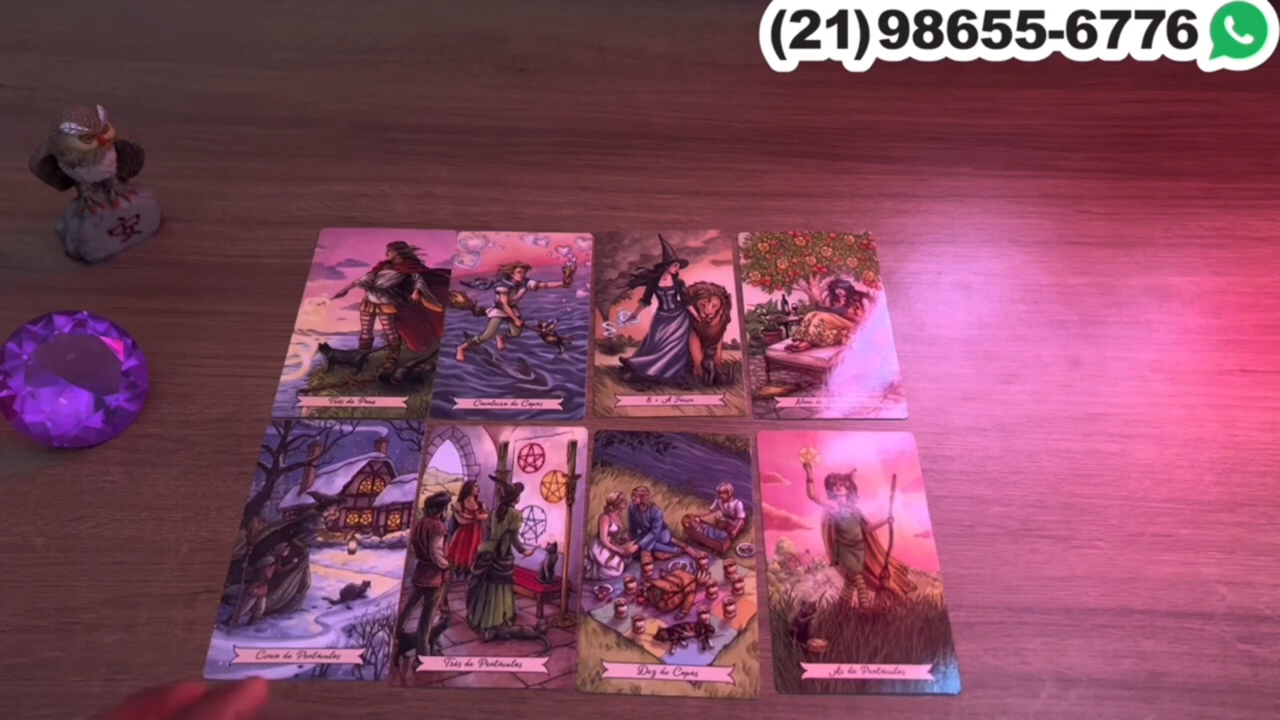 (21)98655-6776
Três de Paus
Cavaleiro de Copas
8 - A Força
Cinco de Pentáculos
Três de Pentáculos
Dez de Copas
Ás de Pentáculos